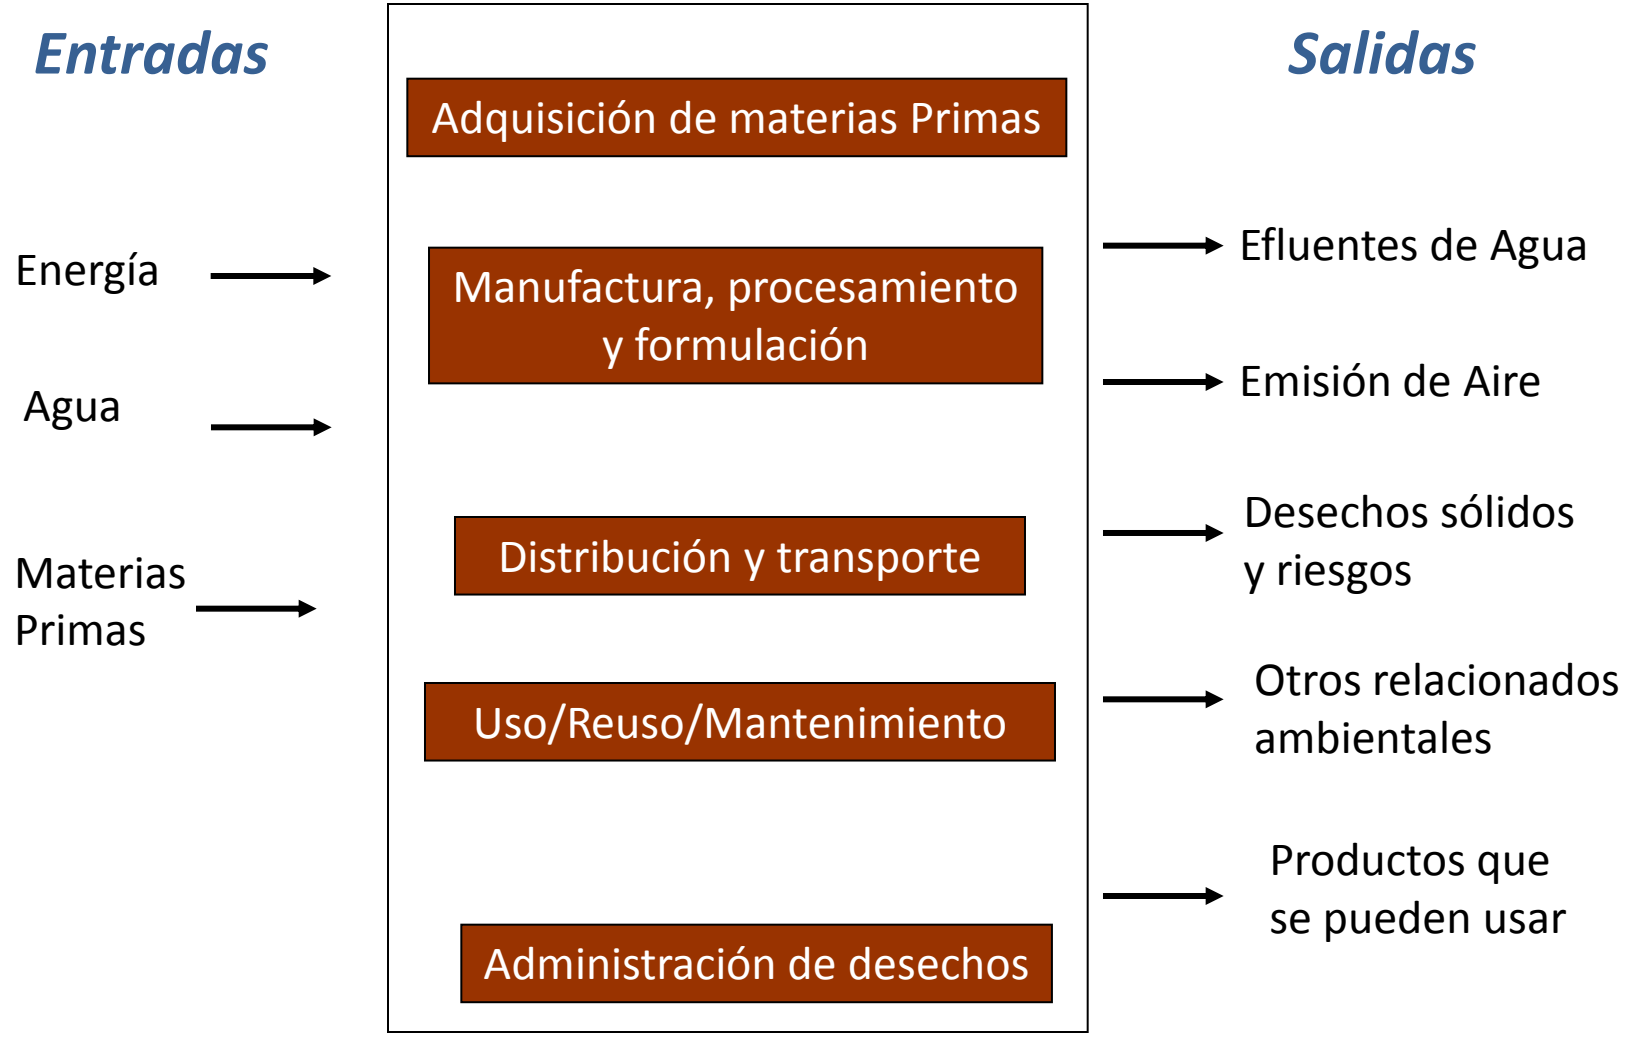 Entradas
Salidas
Adquisición de materias Primas
Energía
Agua
Materias
Primas
Manufactura, procesamiento
y formulación
Distribución y transporte
Uso/Reuso/Mantenimiento
Administración de desechos
Efluentes de Agua
Emisión de Aire
Desechos sólidos
y riesgos
Otros relacionados
ambientales
Productos que
se pueden usar